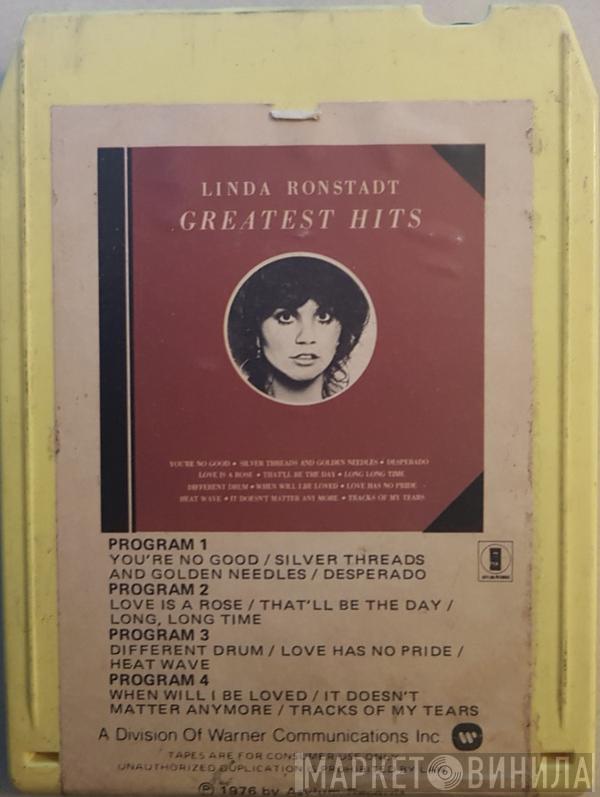 LINDA RONSTADT
GREATEST HITS
YOU'RE NO GOOD • SILVER THREADS AND GOLDEN NEEDLES • DESPERADO
LOVE IS A ROSE • THAT'LL BE THE DAY • LONG LONG TIME
DIFFERENT DRUM • WHEN WILL I BE LOVED • LOVE HAS NO PRIDE
HEAT WAVE • IT DOESN'T MATTER ANY MORE • TRACKS OF MY TEARS
PROGRAM 1
YOU'RE NO GOOD / SILVER THREADS
AND GOLDEN NEEDLES / DESPERADO
PROGRAM 2
LOVE IS A ROSE / THAT'LL BE THE DAY /
LONG, LONG TIME
PROGRAM 3
DIFFERENT DRUM / LOVE HAS NO PRIDE /
HEAT WAVE
PROGRAM 4
WHEN WILL I BE LOVED / IT DOESN'T
MATTER ANYMORE / TRACKS OF MY TEARS
A Division Of Warner Communications Inc.
TAPES ARE FOR CONSUMER USE ONLY
UNAUTHORIZED DUPLICATION IS PROHIBITED BY LAW
МАРКЕТ ВИНИЛА
℗ 1976 by